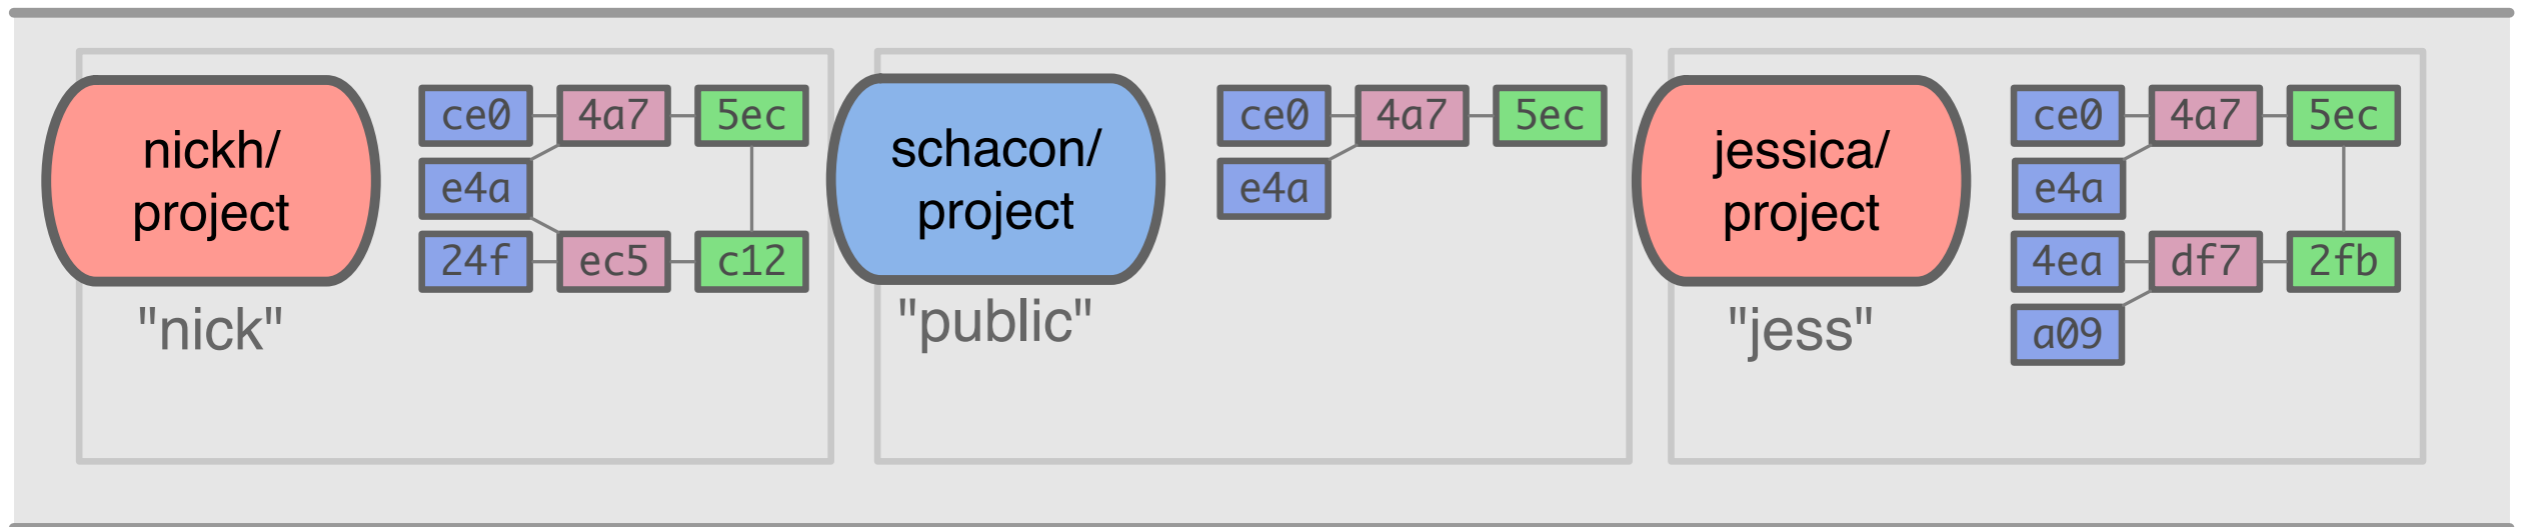 nickh/
project
"nick"
ce0 4a7 5ec
e4a
24f ec5 c12
schacon/
project
"public"
ce0 4a7 5ec
e4a
jessica/
project
"jess"
ce0 4a7 5ec
e4a
4ea df7 2fb
a09